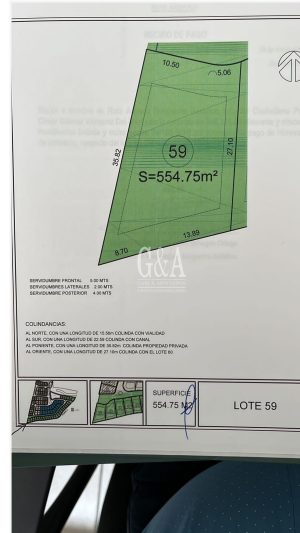 10.50
5.06
35.82
59
27.10
S=554.75m²
13.89
8.70
G&A
SERVIDUMBRE FRONTAL 5.00 MTS
SERVIDUMBRES LATERALES 2.00 MTS
SERVIDUMBRE POSTERIOR 4.00 MTS
COLINDANCIAS:
AL NORTE, CON UNA LONGITUD DE 15.56m COLINDA CON VIALIDAD
AL SUR, CON UNA LONGITUD DE 22.59 COLINDA CON CANAL
AL PONIENTE, CON UNA LONGITUD DE 35.82m COLINDA PROPIEDAD PRIVADA
AL ORIENTE, CON UNA LONGITUD DE 27.10m COLINDA CON EL LOTE 60
SUPERFICIE
554.75 M2
LOTE 59